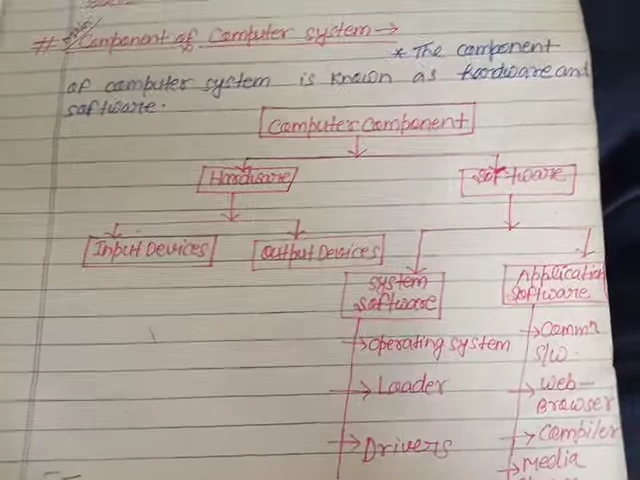 # Component of Computer system →
* The component
of computer system is known as hardware and
software.
Computer Component
Hardware
Software
Input Devices
Output Devices
System
Software
Application
Software
→ Operating system
→ Loader
→ Drivers
→ Commn
S/W.
→ Web-
Browser
→ Compiler
→ Media